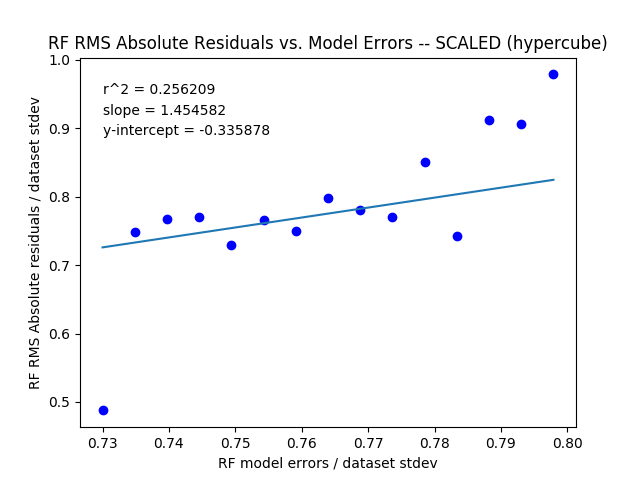 RF RMS Absolute Residuals vs. Model Errors -- SCALED (hypercube)
r^2 = 0.256209
slope = 1.454582
y-intercept = -0.335878
RF RMS Absolute residuals / dataset stdev
1.0
0.9
0.8
0.7
0.6
0.5
0.73 0.74 0.75 0.76 0.77 0.78 0.79 0.80
RF model errors / dataset stdev